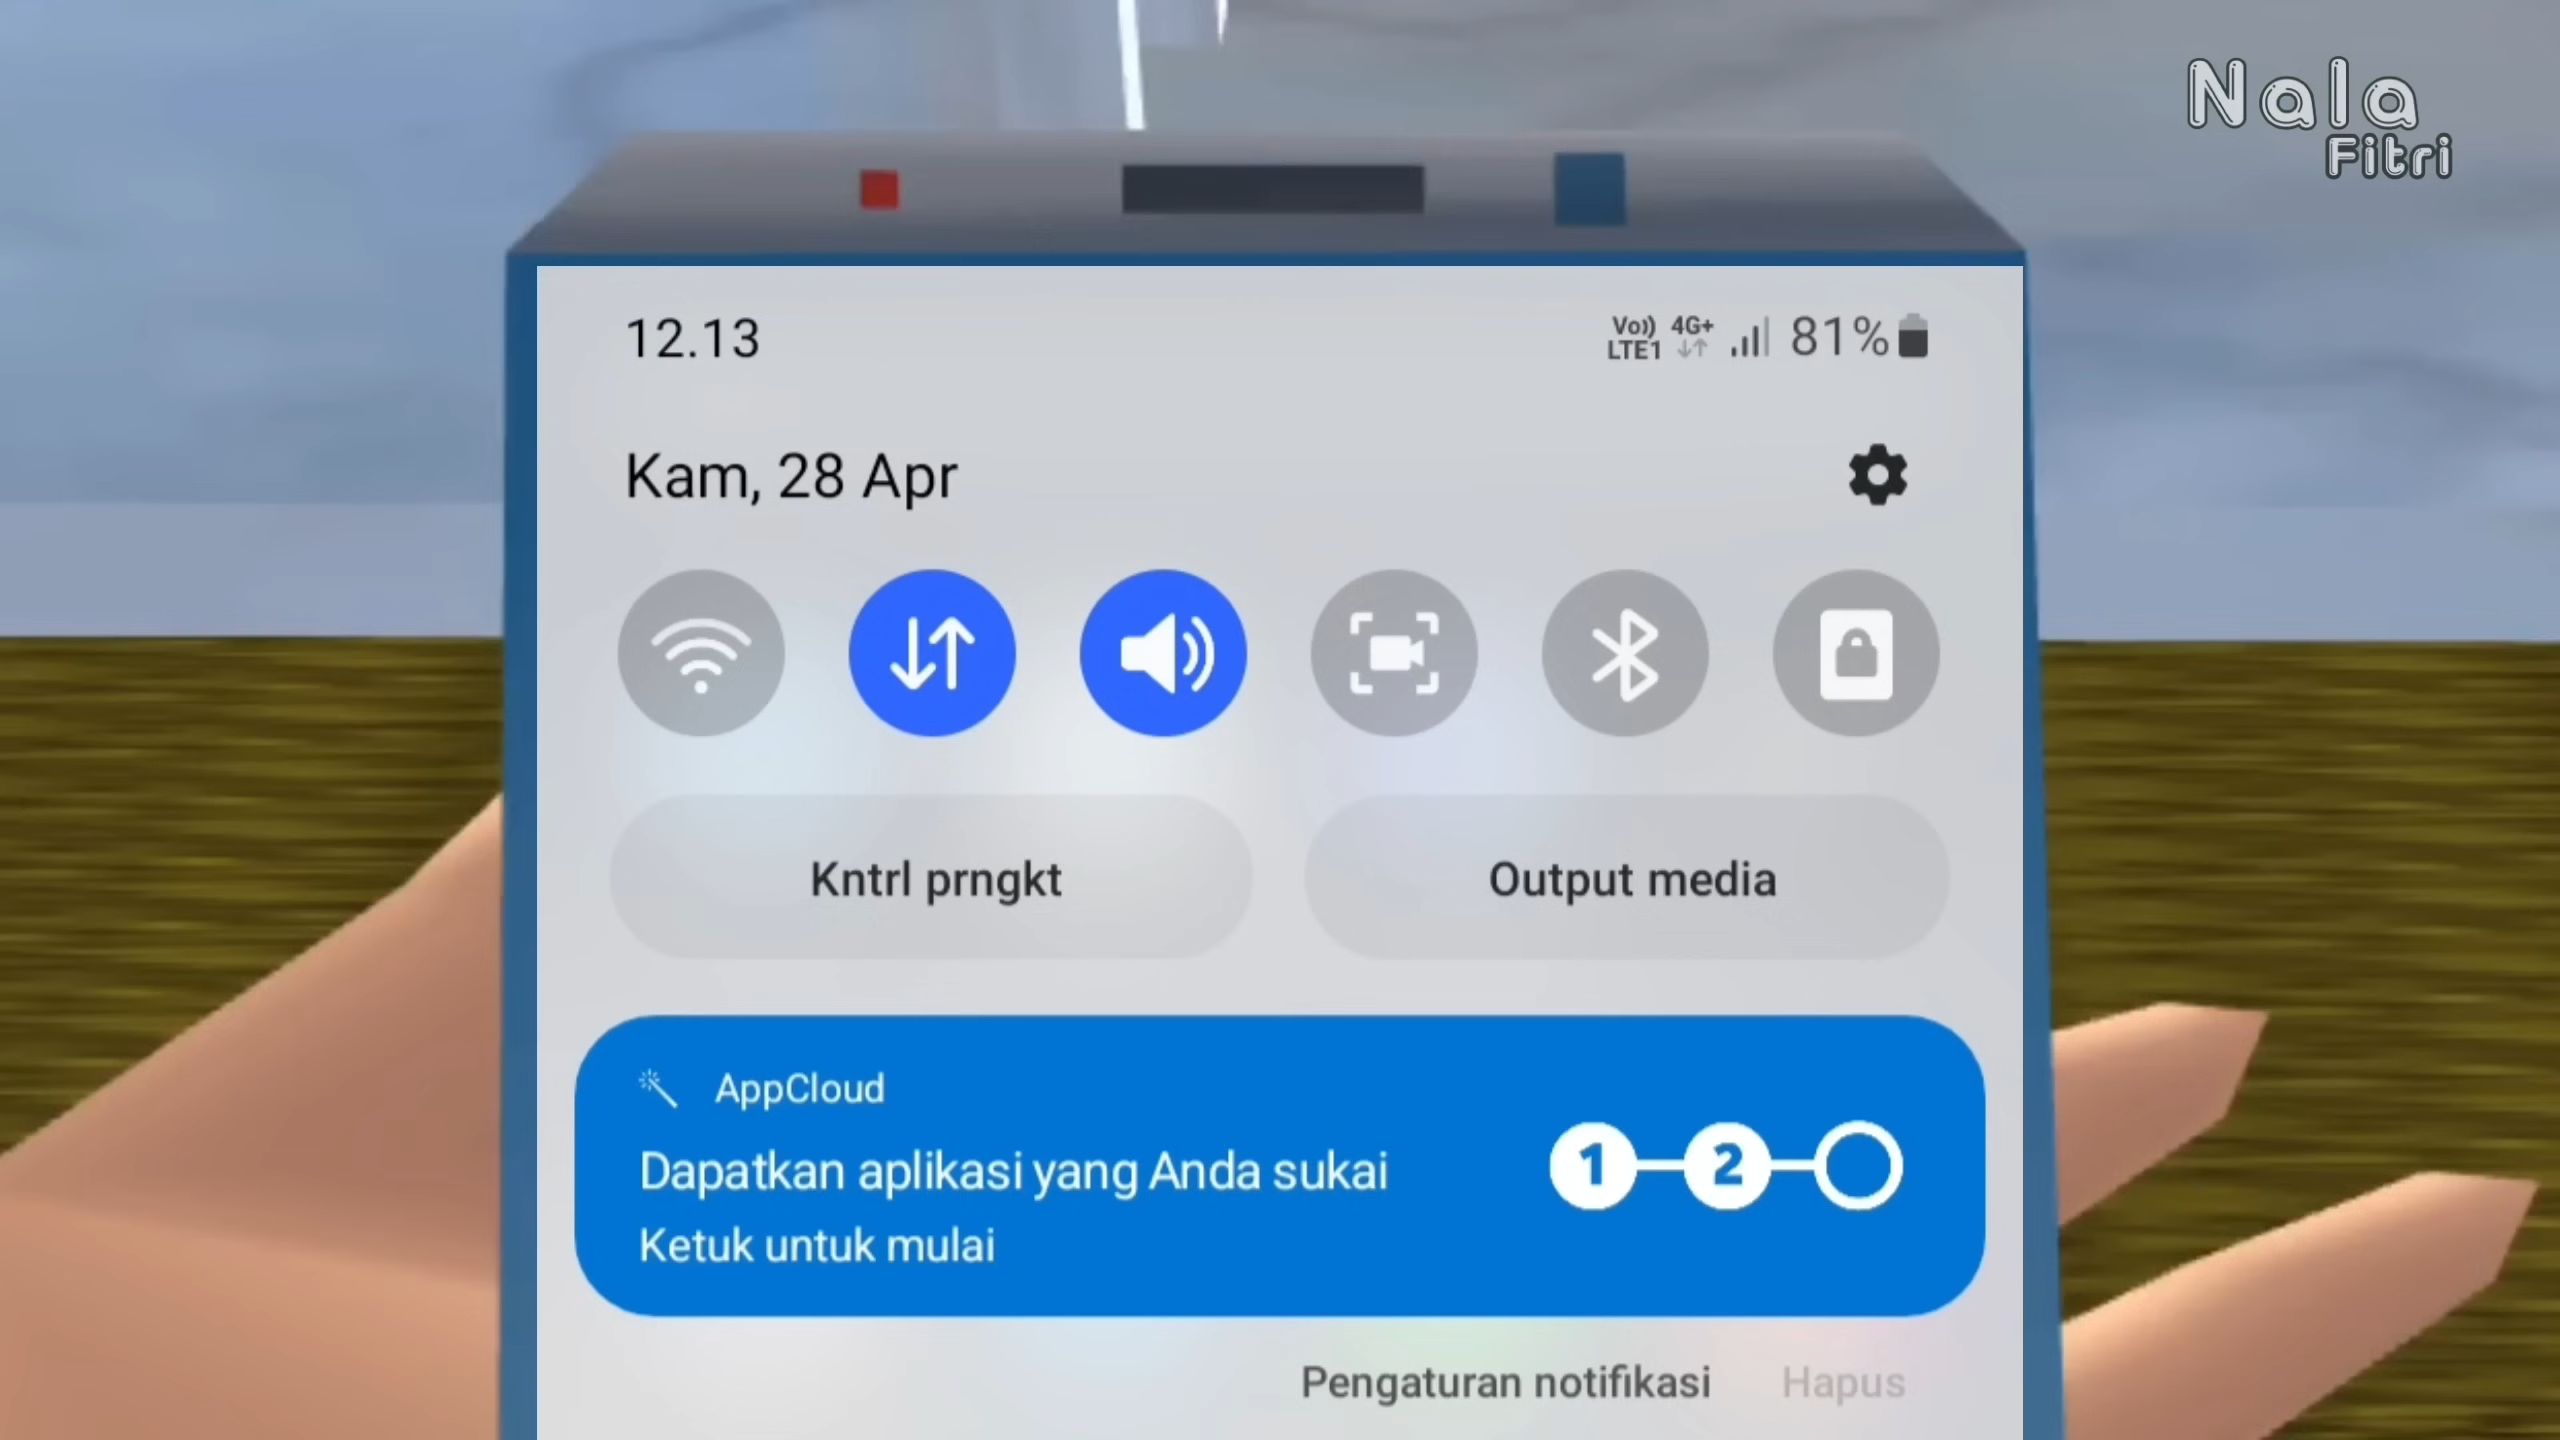 Nala
Fitri
12.13
Vo)) 4G+ 81%
LTE1
Kam, 28 Apr
Kntrl prngkt
Output media
AppCloud
Dapatkan aplikasi yang Anda sukai
1 2
Ketuk untuk mulai
Pengaturan notifikasi
Hapus